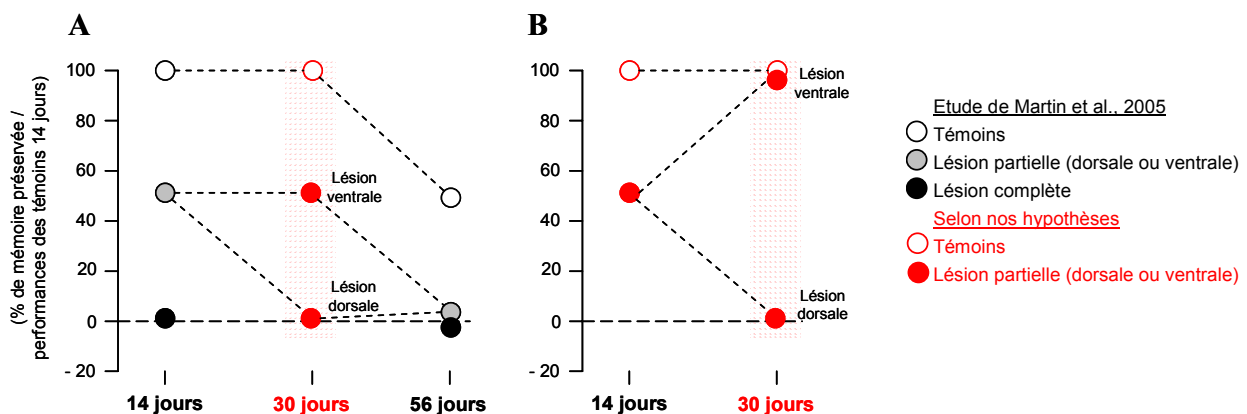 A
B
(% de mémoire préservée /
performances des témoins 14 jours)
100
80
60
40
20
0
- 20
Lésion
ventrale
Lésion
dorsale
14 jours
30 jours
56 jours
100
80
60
40
20
0
- 20
Lésion
ventrale
Lésion
dorsale
14 jours
30 jours
Etude de Martin et al., 2005
Témoins
Lésion partielle (dorsale ou ventrale)
Lésion complète
Selon nos hypothèses
Témoins
Lésion partielle (dorsale ou ventrale)